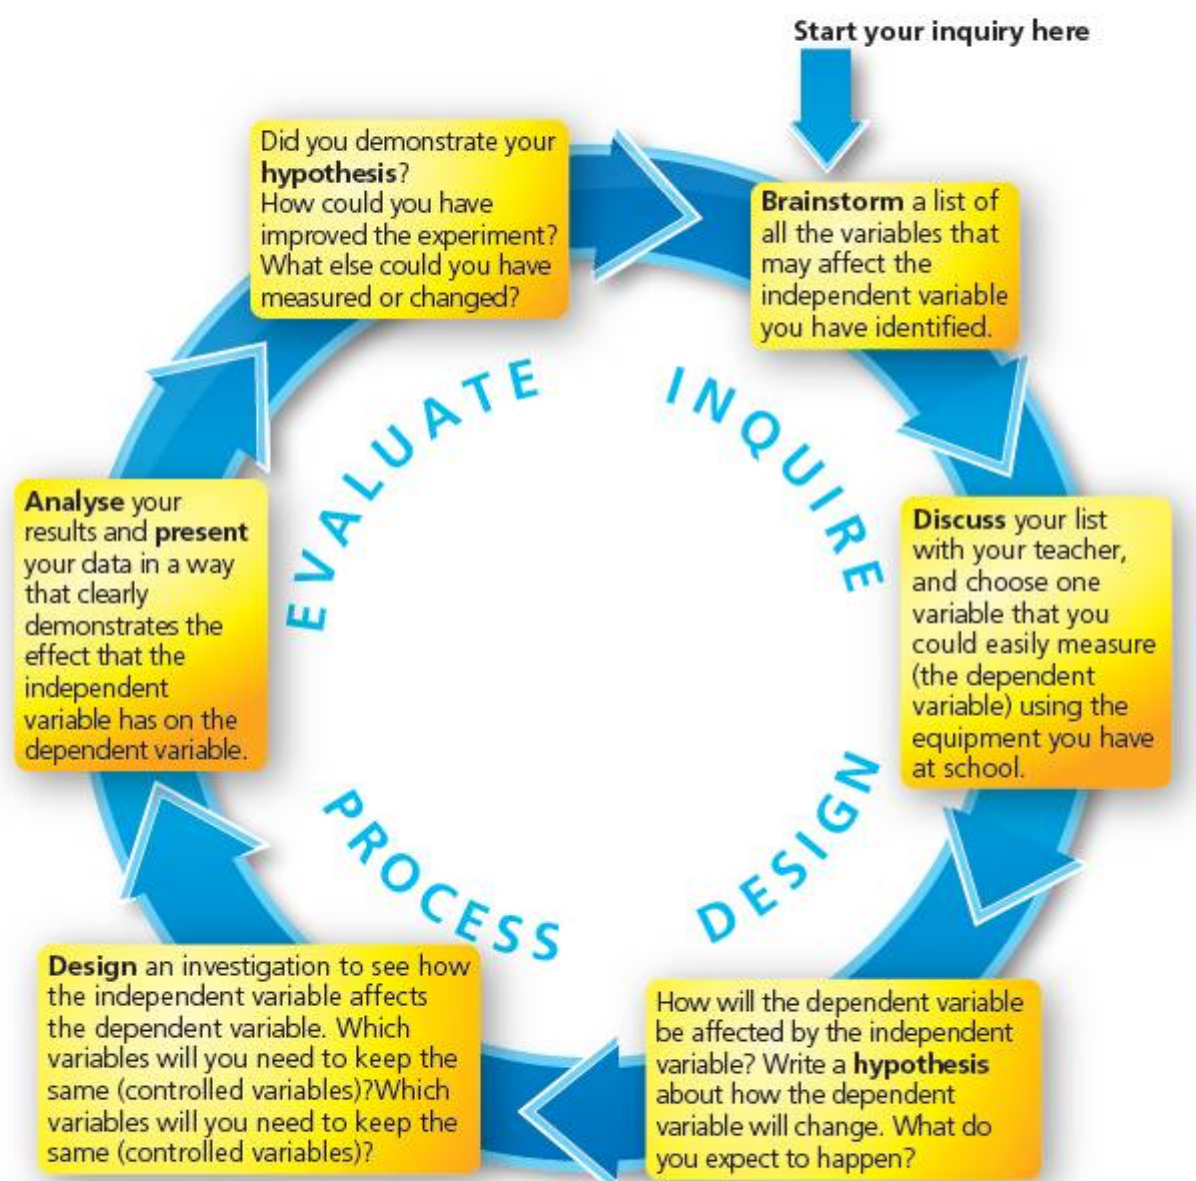 Start your inquiry here
Brainstorm a list of
all the variables that
may affect the
independent variable
you have identified.
Discuss your list
with your teacher,
and choose one
variable that you
could easily measure
(the dependent
variable) using the
equipment you have
at school.
How will the dependent variable
be affected by the independent
variable? Write a hypothesis
about how the dependent
variable will change. What do
you expect to happen?
Design an investigation to see how
the independent variable affects
the dependent variable. Which
variables will you need to keep the
same (controlled variables)?Which
variables will you need to keep the
same (controlled variables)?
Analyse your
results and present
your data in a way
that clearly
demonstrates the
effect that the
independent
variable has on the
dependent variable.
Did you demonstrate your
hypothesis?
How could you have
improved the experiment?
What else could you have
measured or changed?
INQUIRE
DESIGN
PROCESS
EVALUATE